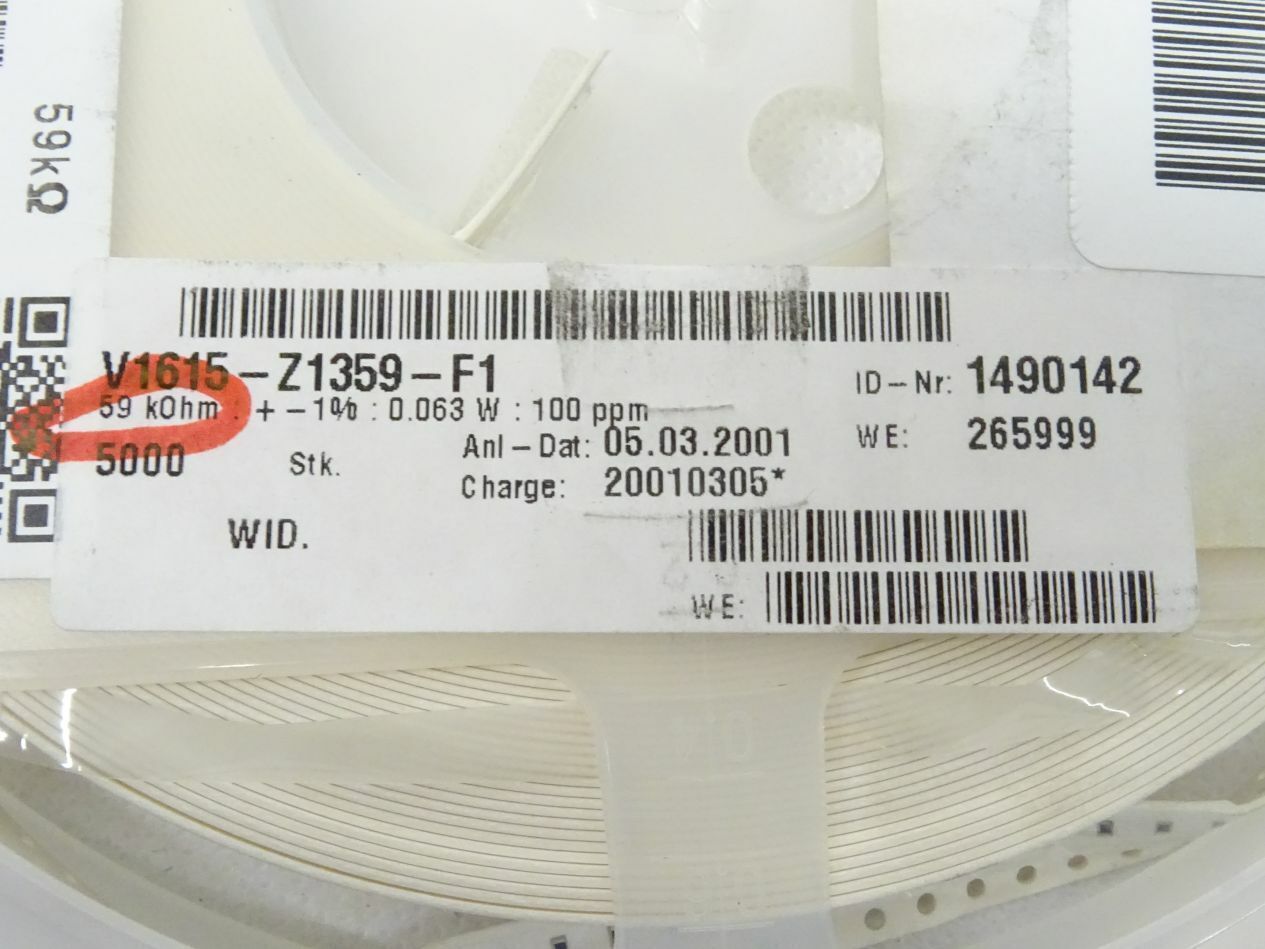 59kΩ
V1615-Z1359-F1
ID-Nr: 1490142
59 kOhm : +-1% : 0.063 W : 100 ppm
Anl-Dat: 05.03.2001
WE: 265999
5000 Stk.
Charge: 20010305*
WID.
WE: